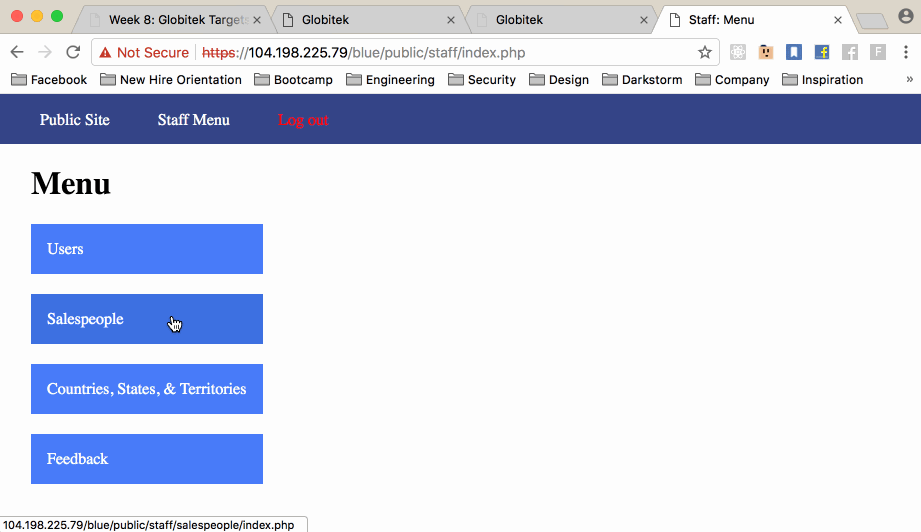 Week 8: Globitek Targets
Globitek
Globitek
Staff: Menu
Not Secure https://104.198.225.79/blue/public/staff/index.php
Facebook New Hire Orientation Bootcamp Engineering Security Design Darkstorm Company Inspiration »
Public Site Staff Menu Log out
Menu
Users
Salespeople
Countries, States, & Territories
Feedback
104.198.225.79/blue/public/staff/salespeople/index.php